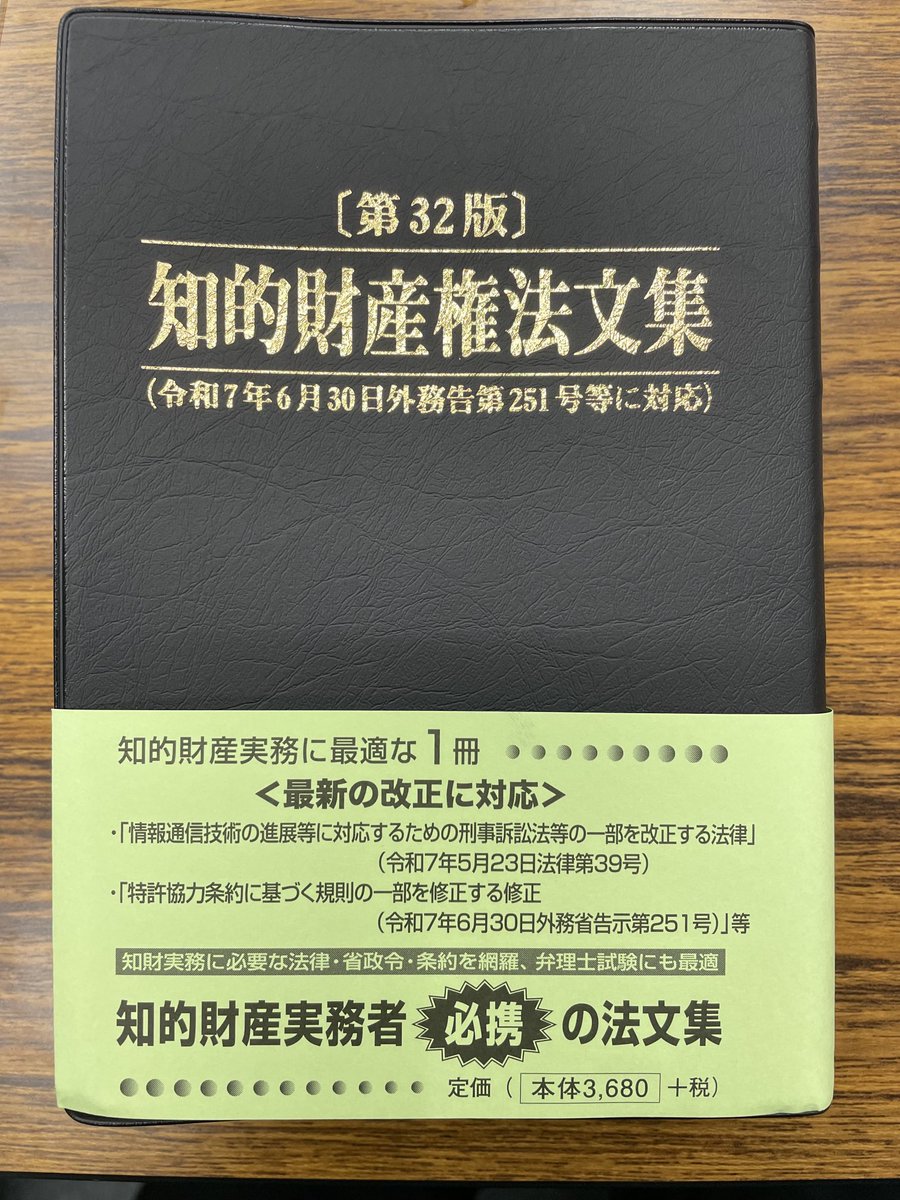 〔第32版〕
知的財産権法文集
(令和7年6月30日外務告第251号等に対応)
知的財産実務に最適な1冊
＜最新の改正に対応＞
・「情報通信技術の進展等に対応するための刑事訴訟法等の一部を改正する法律」
(令和7年5月23日法律第39号)
・「特許協力条約に基づく規則の一部を修正する修正
(令和7年6月30日外務省告示第251号)」等
知財実務に必要な法律・省政令・条約を網羅、弁理士試験にも最適
知的財産実務者 必携 の法文集
定価 ( 本体3,680 +税)